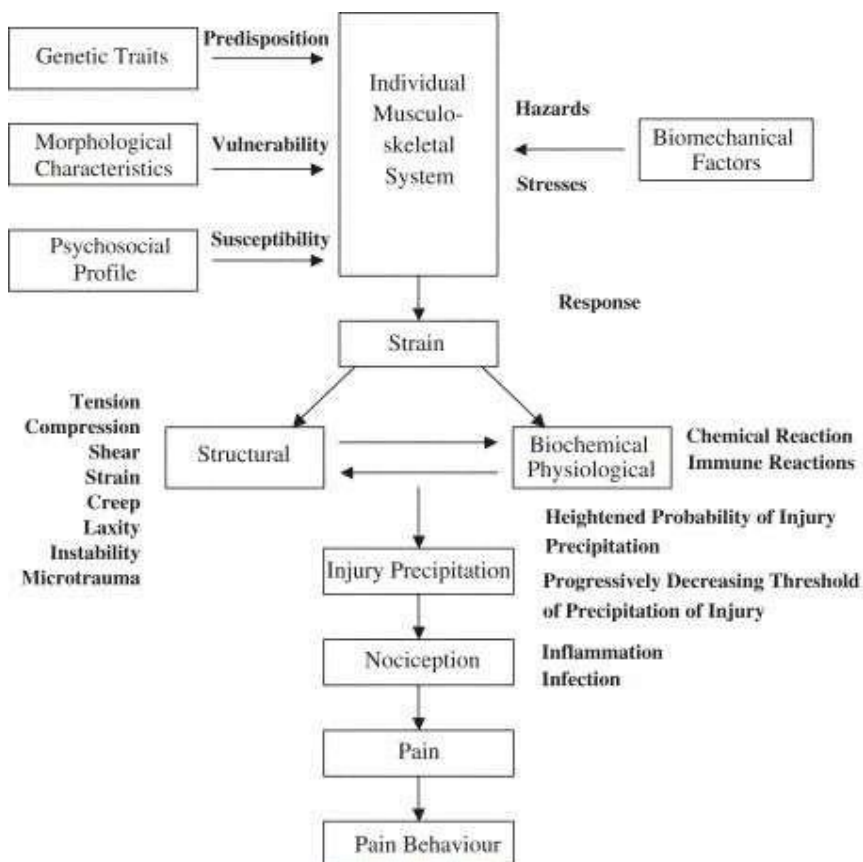 Genetic Traits
Predisposition
Individual
Musculo-
skeletal
System
Morphological
Characteristics
Vulnerability
Hazards
Stresses
Biomechanical
Factors
Psychosocial
Profile
Susceptibility
Response
Strain
Tension
Compression
Shear
Strain
Creep
Laxity
Instability
Microtrauma
Structural
Biochemical
Physiological
Chemical Reaction
Immune Reactions
Heightened Probability of Injury
Precipitation
Injury Precipitation
Progressively Decreasing Threshold
of Precipitation of Injury
Nociception
Inflammation
Infection
Pain
Pain Behaviour